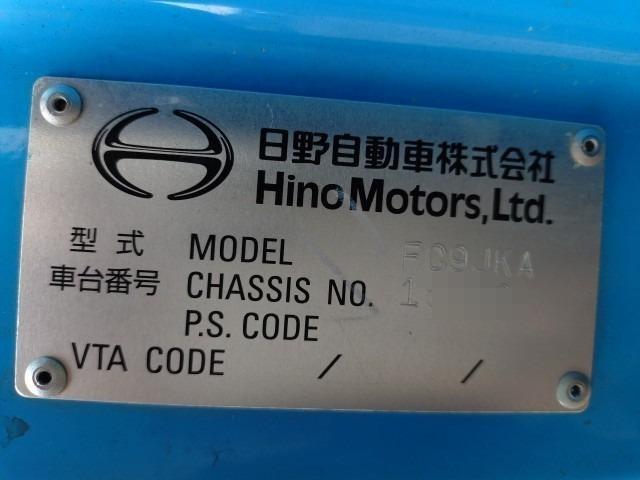 日野自動車株式会社
Hino Motors, Ltd.
型式 MODEL FC9JKA
車台番号 CHASSIS NO. 1
P.S. CODE
VTA CODE / /